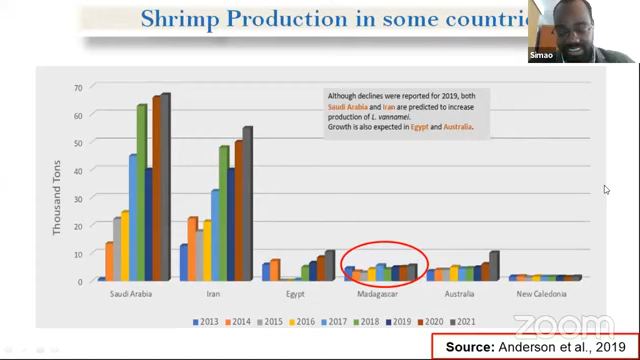 Shrimp Production in some countri
Simao
Although declines were reported for 2019, both
Saudi Arabia and Iran are predicted to increase
production of L. vannamei.
Growth is also expected in Egypt and Australia.
Thousand Tons
70
60
50
40
30
20
10
0
Saudi Arabia
Iran
Egypt
Madagascar
Australia
New Caledonia
2013 2014 2015 2016 2017 2018 2019 2020 2021
zoom
Source: Anderson et al., 2019